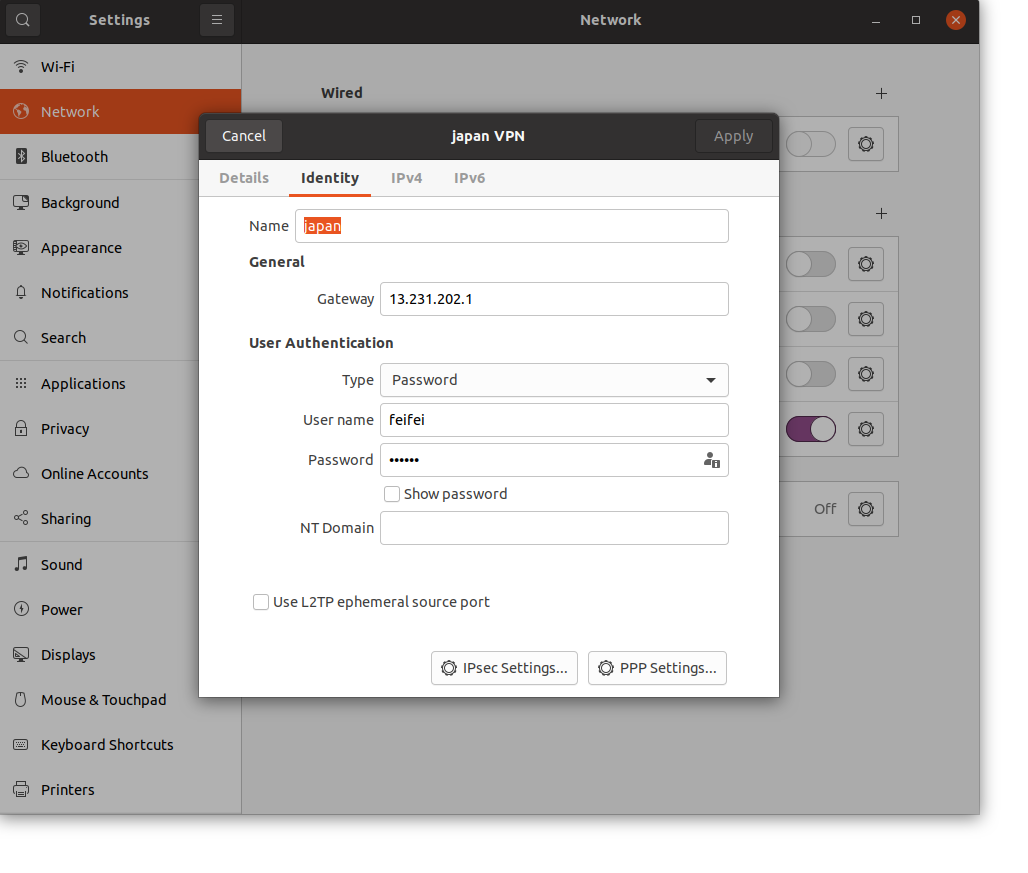 Settings
Network
Wi-Fi
Network
Bluetooth
Background
Appearance
Notifications
Search
Applications
Privacy
Online Accounts
Sharing
Sound
Power
Displays
Mouse & Touchpad
Keyboard Shortcuts
Printers
Wired
Off
Cancel
japan VPN
Apply
Details Identity IPv4 IPv6
Name japan
General
Gateway 13.231.202.1
User Authentication
Type Password
User name feifei
Password ••••••
Show password
NT Domain
Use L2TP ephemeral source port
IPsec Settings... PPP Settings...